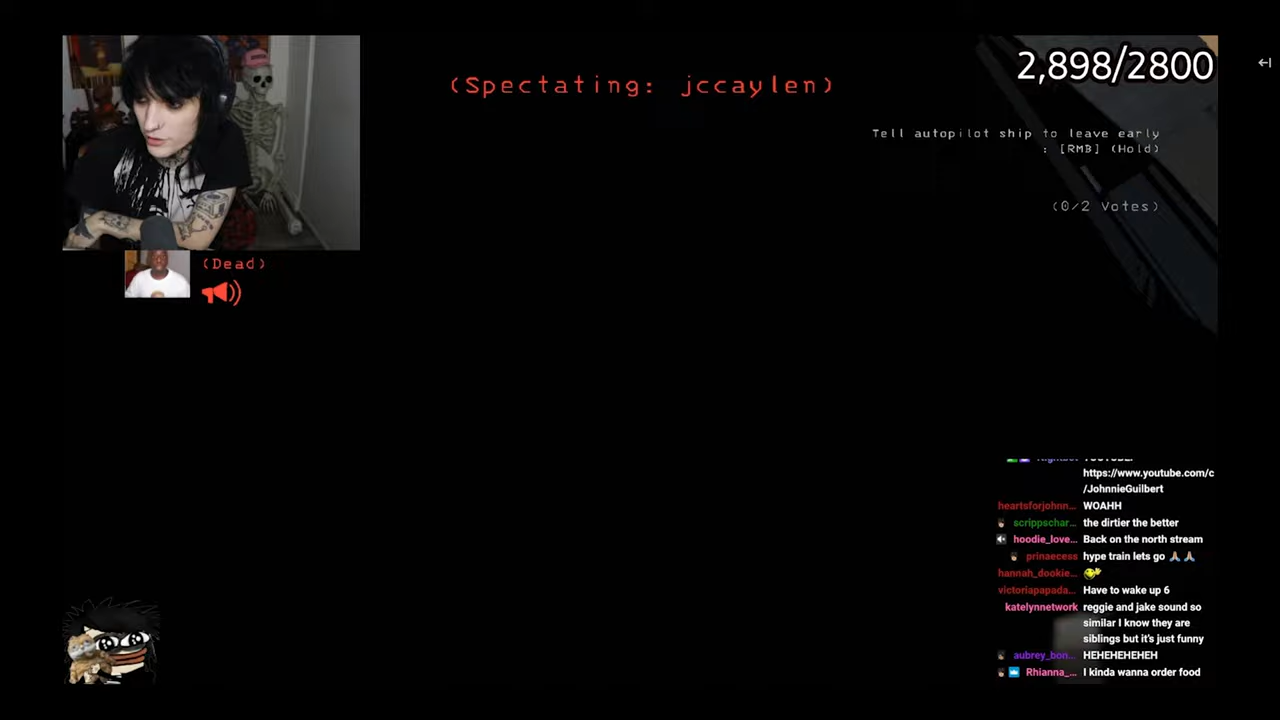 (Spectating: jccaylen)
2,898/2800
Tell autopilot ship to leave early
: [RMB] (Hold)
(0/2 Votes)
(Dead)
https://www.youtube.com/c
/JohnnieGuilbert
heartsforjohnn... WOAHH
scrippschar... the dirtier the better
hoodie_love... Back on the north stream
prinaecess hype train lets go 🙏🏼 🙏🏼
hannah_dookie...
victoriapapada... Have to wake up 6
katelynnetwork reggie and jake sound so
similar I know they are
siblings but it's just funny
aubrey_bon... HEHEHEHEHEH
Rhianna_... I kinda wanna order food